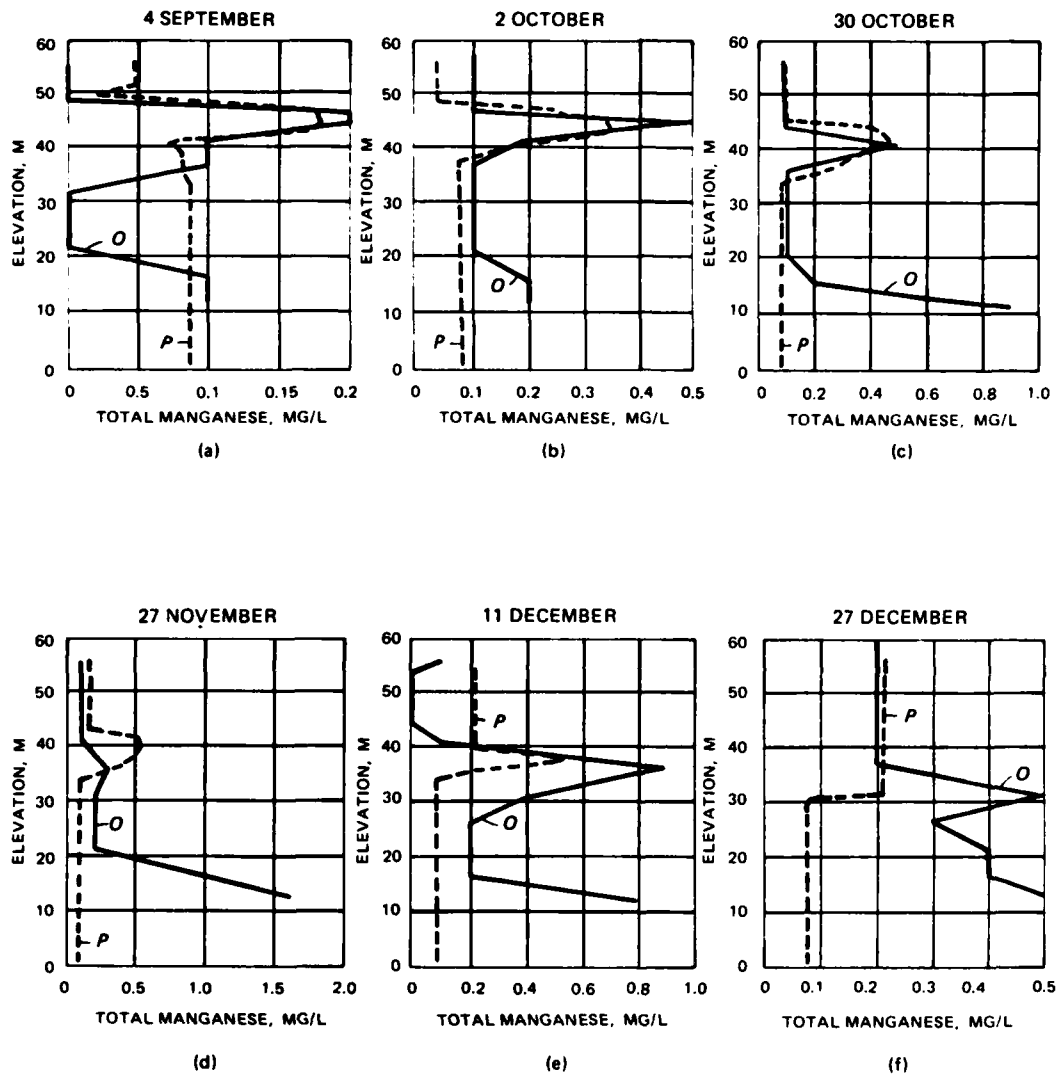 4 SEPTEMBER
2 OCTOBER
30 OCTOBER
60
50
40
30
20
10
0
ELEVATION, M
O
P
0
0.5
0.1
0.15
0.2
TOTAL MANGANESE, MG/L
(a)
60
50
40
30
20
10
0
ELEVATION, M
O
P
0
0.1
0.2
0.3
0.4
0.5
TOTAL MANGANESE, MG/L
(b)
60
50
40
30
20
10
0
ELEVATION, M
O
P
0
0.2
0.4
0.6
0.8
1.0
TOTAL MANGANESE, MG/L
(c)
27 NOVEMBER
11 DECEMBER
27 DECEMBER
60
50
40
30
20
10
0
ELEVATION, M
O
P
0
0.5
1.0
1.5
2.0
TOTAL MANGANESE, MG/L
(d)
60
50
40
30
20
10
0
ELEVATION, M
P
O
0
0.2
0.4
0.6
0.8
1.0
TOTAL MANGANESE, MG/L
(e)
60
50
40
30
20
10
0
ELEVATION, M
P
O
0
0.1
0.2
0.3
0.4
0.5
TOTAL MANGANESE, MG/L
(f)